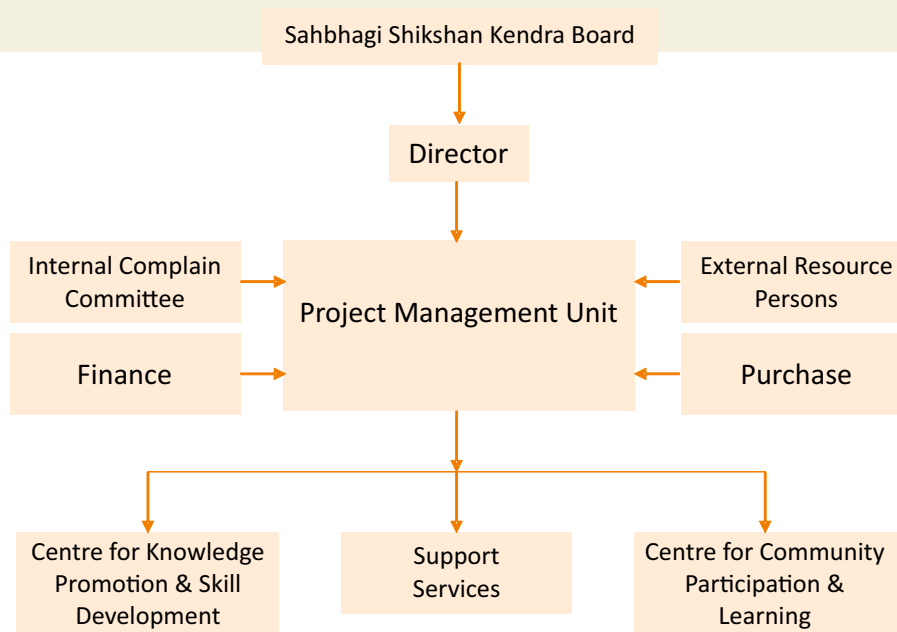 Sahbhagi Shikshan Kendra Board
Director
Internal Complain
Committee
External Resource
Persons
Project Management Unit
Finance
Purchase
Centre for Knowledge
Promotion & Skill
Development
Support
Services
Centre for Community
Participation &
Learning